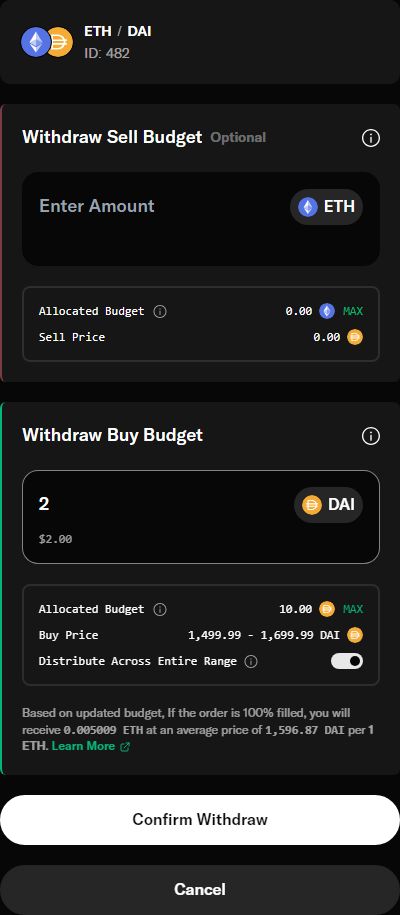 ETH / DAI
ID: 482
Withdraw Sell Budget Optional
Enter Amount ETH
Allocated Budget 0.00 MAX
Sell Price 0.00
Withdraw Buy Budget
2 DAI
$2.00
Allocated Budget 10.00 MAX
Buy Price 1,499.99 - 1,699.99 DAI
Distribute Across Entire Range
Based on updated budget, If the order is 100% filled, you will
receive 0.005009 ETH at an average price of 1,596.87 DAI per 1
ETH. Learn More
Confirm Withdraw
Cancel